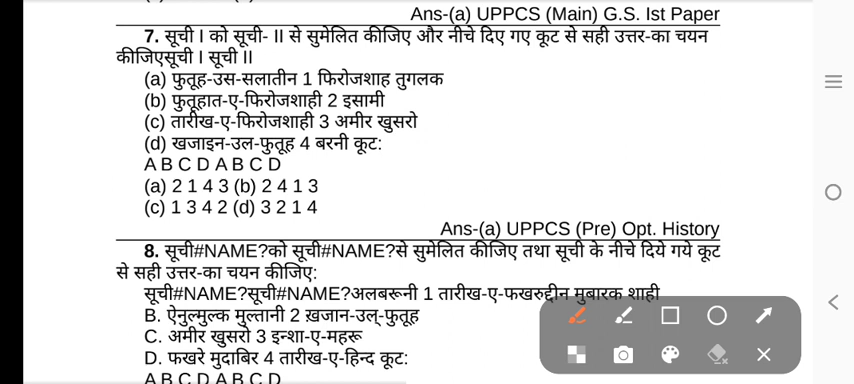 Ans-(a) UPPCS (Main) G.S. Ist Paper
7. सूची I को सूची- II से सुमेलित कीजिए और नीचे दिए गए कूट से सही उत्तर-का चयन
कीजिएसूची I सूची II
(a) फुतूह-उस-सलातीन 1 फिरोजशाह तुगलक
(b) फुतूहात-ए-फिरोजशाही 2 इसामी
(c) तारीख-ए-फिरोजशाही 3 अमीर खुसरो
(d) खजाइन-उल-फुतूह 4 बरनी कूट:
A B C D A B C D
(a) 2 1 4 3 (b) 2 4 1 3
(c) 1 3 4 2 (d) 3 2 1 4
Ans-(a) UPPCS (Pre) Opt. History
8. सूची#NAME?को सूची#NAME?से सुमेलित कीजिए तथा सूची के नीचे दिये गये कूट
से सही उत्तर-का चयन कीजिए:
सूची#NAME?सूची#NAME?अलबरूनी 1 तारीख-ए-फखरुद्दीन मुबारक शाही
B. ऐनुल्मुल्क मुल्तानी 2 ख़जान-उल्-फुतूह
C. अमीर खुसरो 3 इन्शा-ए-महरू
D. फखरे मुदाबिर 4 तारीख-ए-हिन्द कूट:
A B C D A B C D